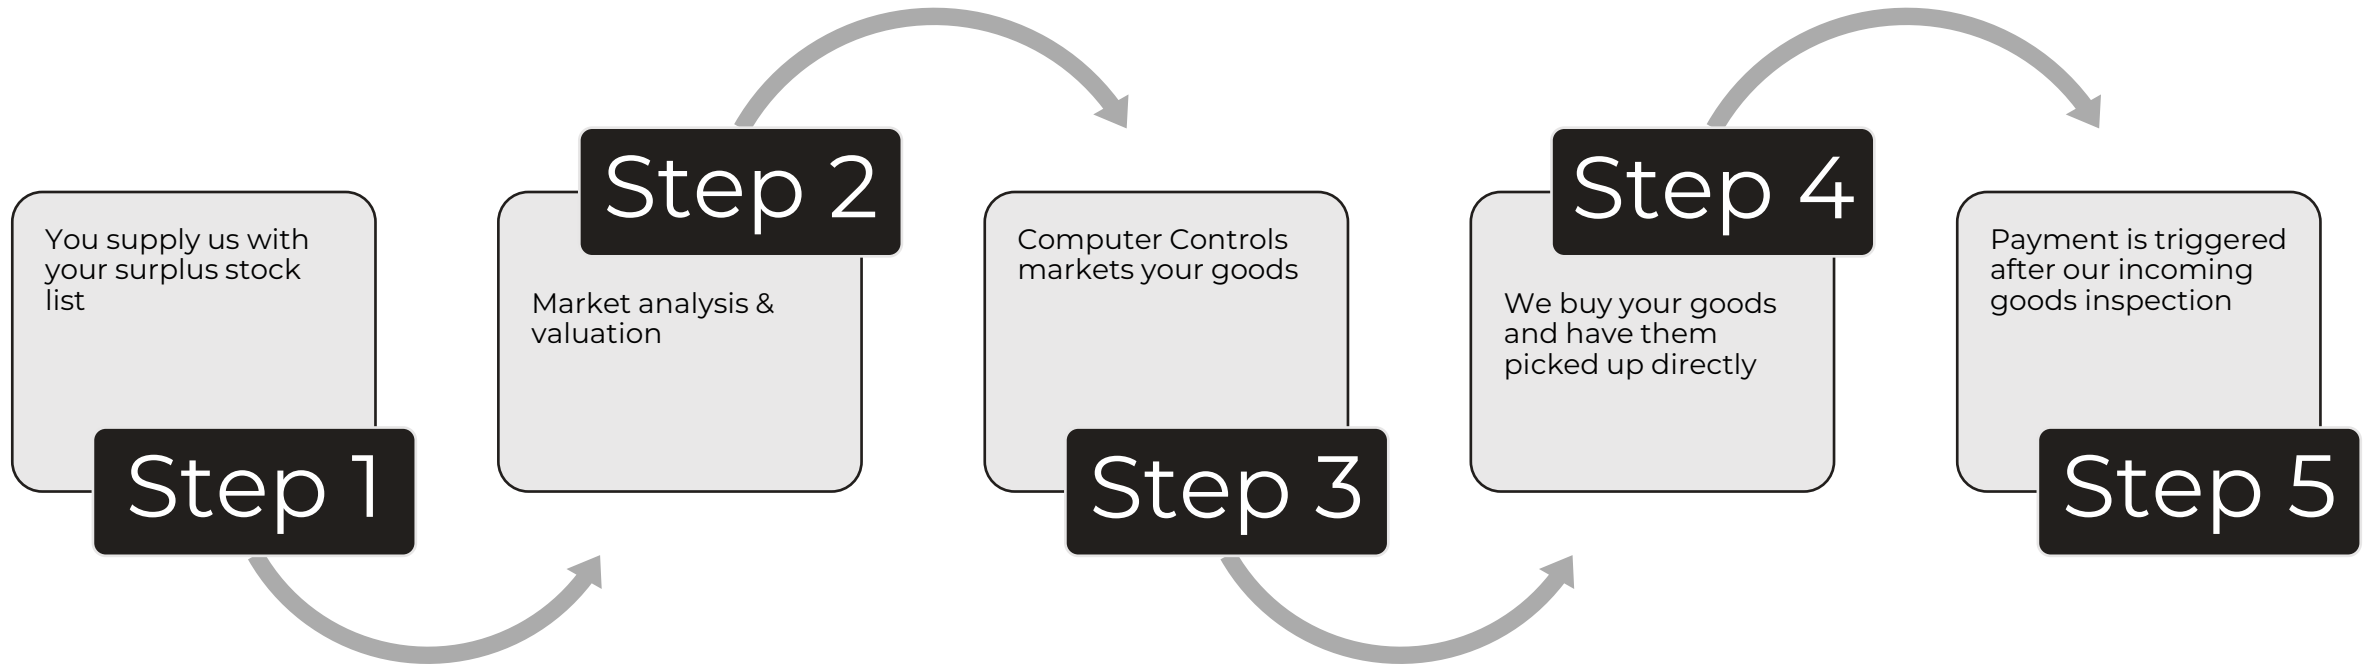 You supply us with
your surplus stock
list
Step 1
Step 2
Market analysis &
valuation
Computer Controls
markets your goods
Step 3
Step 4
We buy your goods
and have them
picked up directly
Payment is triggered
after our incoming
goods inspection
Step 5